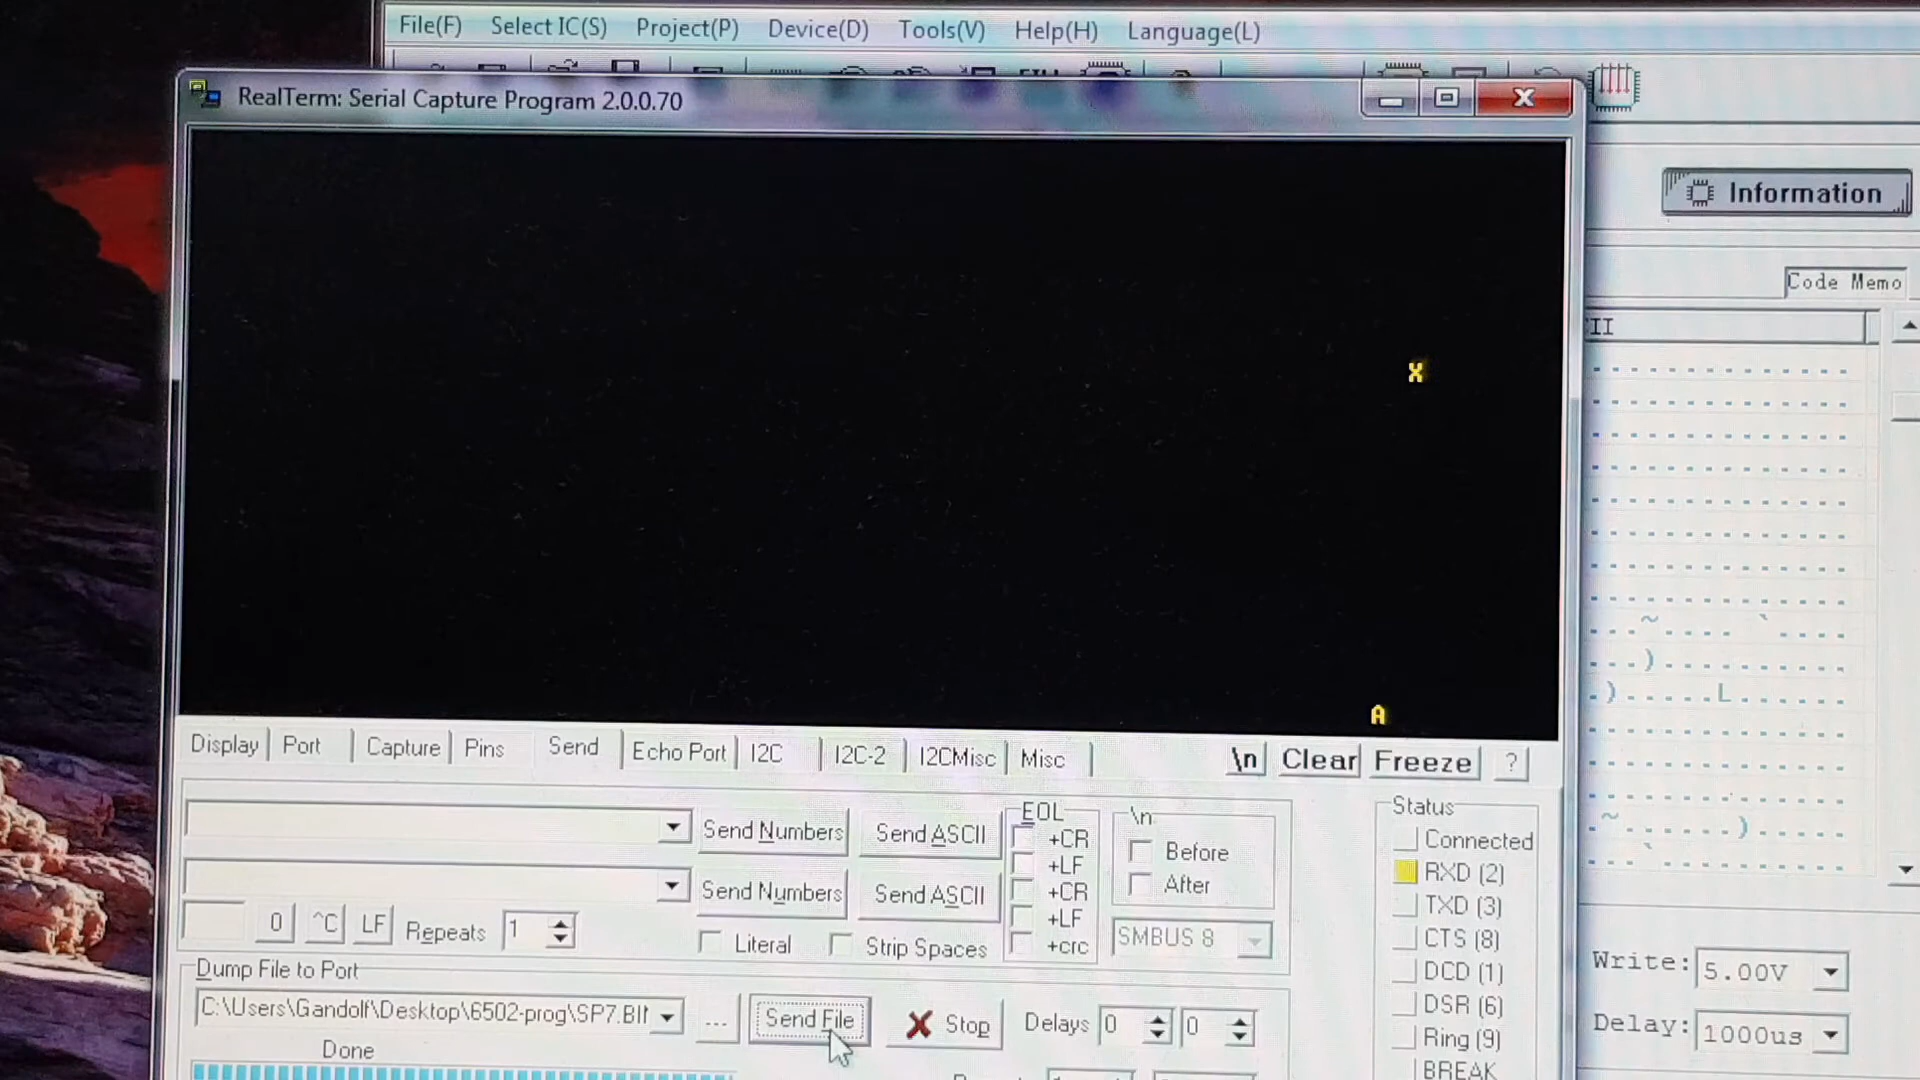 File(F) Select IC(S) Project(P) Device(D) Tools(V) Help(H) Language(L)
RealTerm: Serial Capture Program 2.0.0.70
Information
Code Memo
II
X
~ `
)
) L
A
~ )
`
Display Port Capture Pins Send Echo Port I2C I2C-2 I2CMisc Misc \n Clear Freeze ?
Send Numbers Send ASCII
Send Numbers Send ASCII
0 ^C LF Repeats 1
Literal Strip Spaces
EOL
+CR
+LF
+CR
+LF
+crc
\n
Before
After
SMBUS 8
Status
Connected
RXD (2)
TXD (3)
CTS (8)
DCD (1)
DSR (6)
Ring (9)
BREAK
Dump File to Port
C:\Users\Gandolf\Desktop\6502-prog\SP7.BI
... Send File Stop Delays 0 0
Done
Write: 5.00V
Delay: 1000us